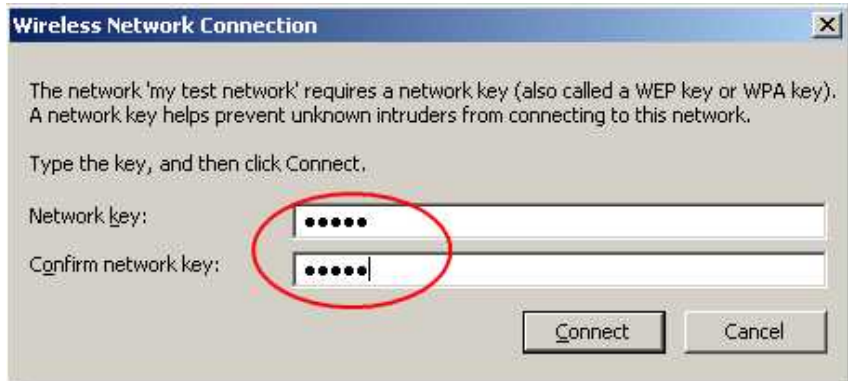 Wireless Network Connection
The network 'my test network' requires a network key (also called a WEP key or WPA key).
A network key helps prevent unknown intruders from connecting to this network.
Type the key, and then click Connect.
Network key: •••••
Confirm network key: •••••
Connect Cancel